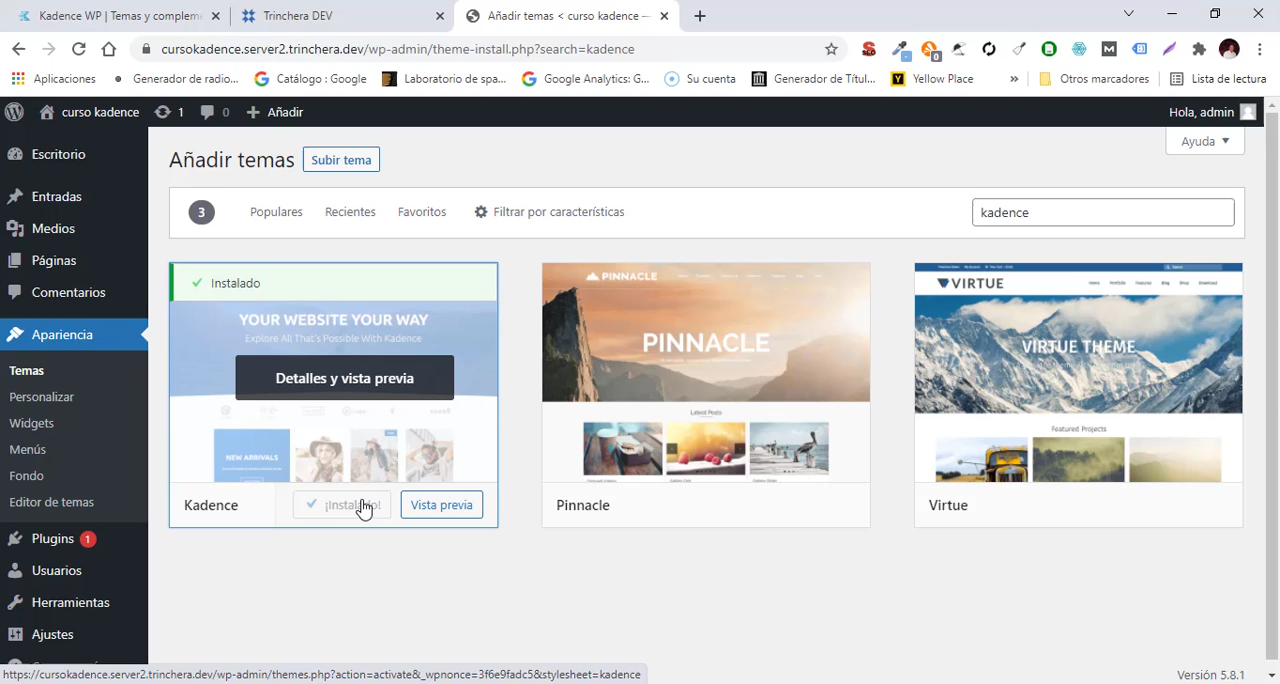 Kadence WP | Temas y compleme
Trinchera DEV
Añadir temas < curso kadence —
cursokadence.server2.trinchera.dev/wp-admin/theme-install.php?search=kadence
Aplicaciones
Generador de radio...
Catálogo : Google
Laboratorio de spa...
Google Analytics: G...
Su cuenta
Generador de Títul...
Yellow Place
»
Otros marcadores
Lista de lectura
curso kadence
1
0
Añadir
Hola, admin
Escritorio
Entradas
Medios
Páginas
Comentarios
Apariencia
Temas
Personalizar
Widgets
Menús
Fondo
Editor de temas
Plugins 1
Usuarios
Herramientas
Ajustes
Añadir temas
Subir tema
Ayuda
3
Populares
Recientes
Favoritos
Filtrar por características
kadence
Instalado
YOUR WEBSITE YOUR WAY
Explore All That's Possible With Kadence
Detalles y vista previa
NEW ARRIVALS
Kadence
¡Instalado!
Vista previa
PINNACLE
PINNACLE
Latest Posts
Pinnacle
VIRTUE
VIRTUE THEME
Featured Projects
Virtue
https://cursokadence.server2.trinchera.dev/wp-admin/themes.php?action=activate&_wpnonce=3f6e9fadc5&stylesheet=kadence
Versión 5.8.1